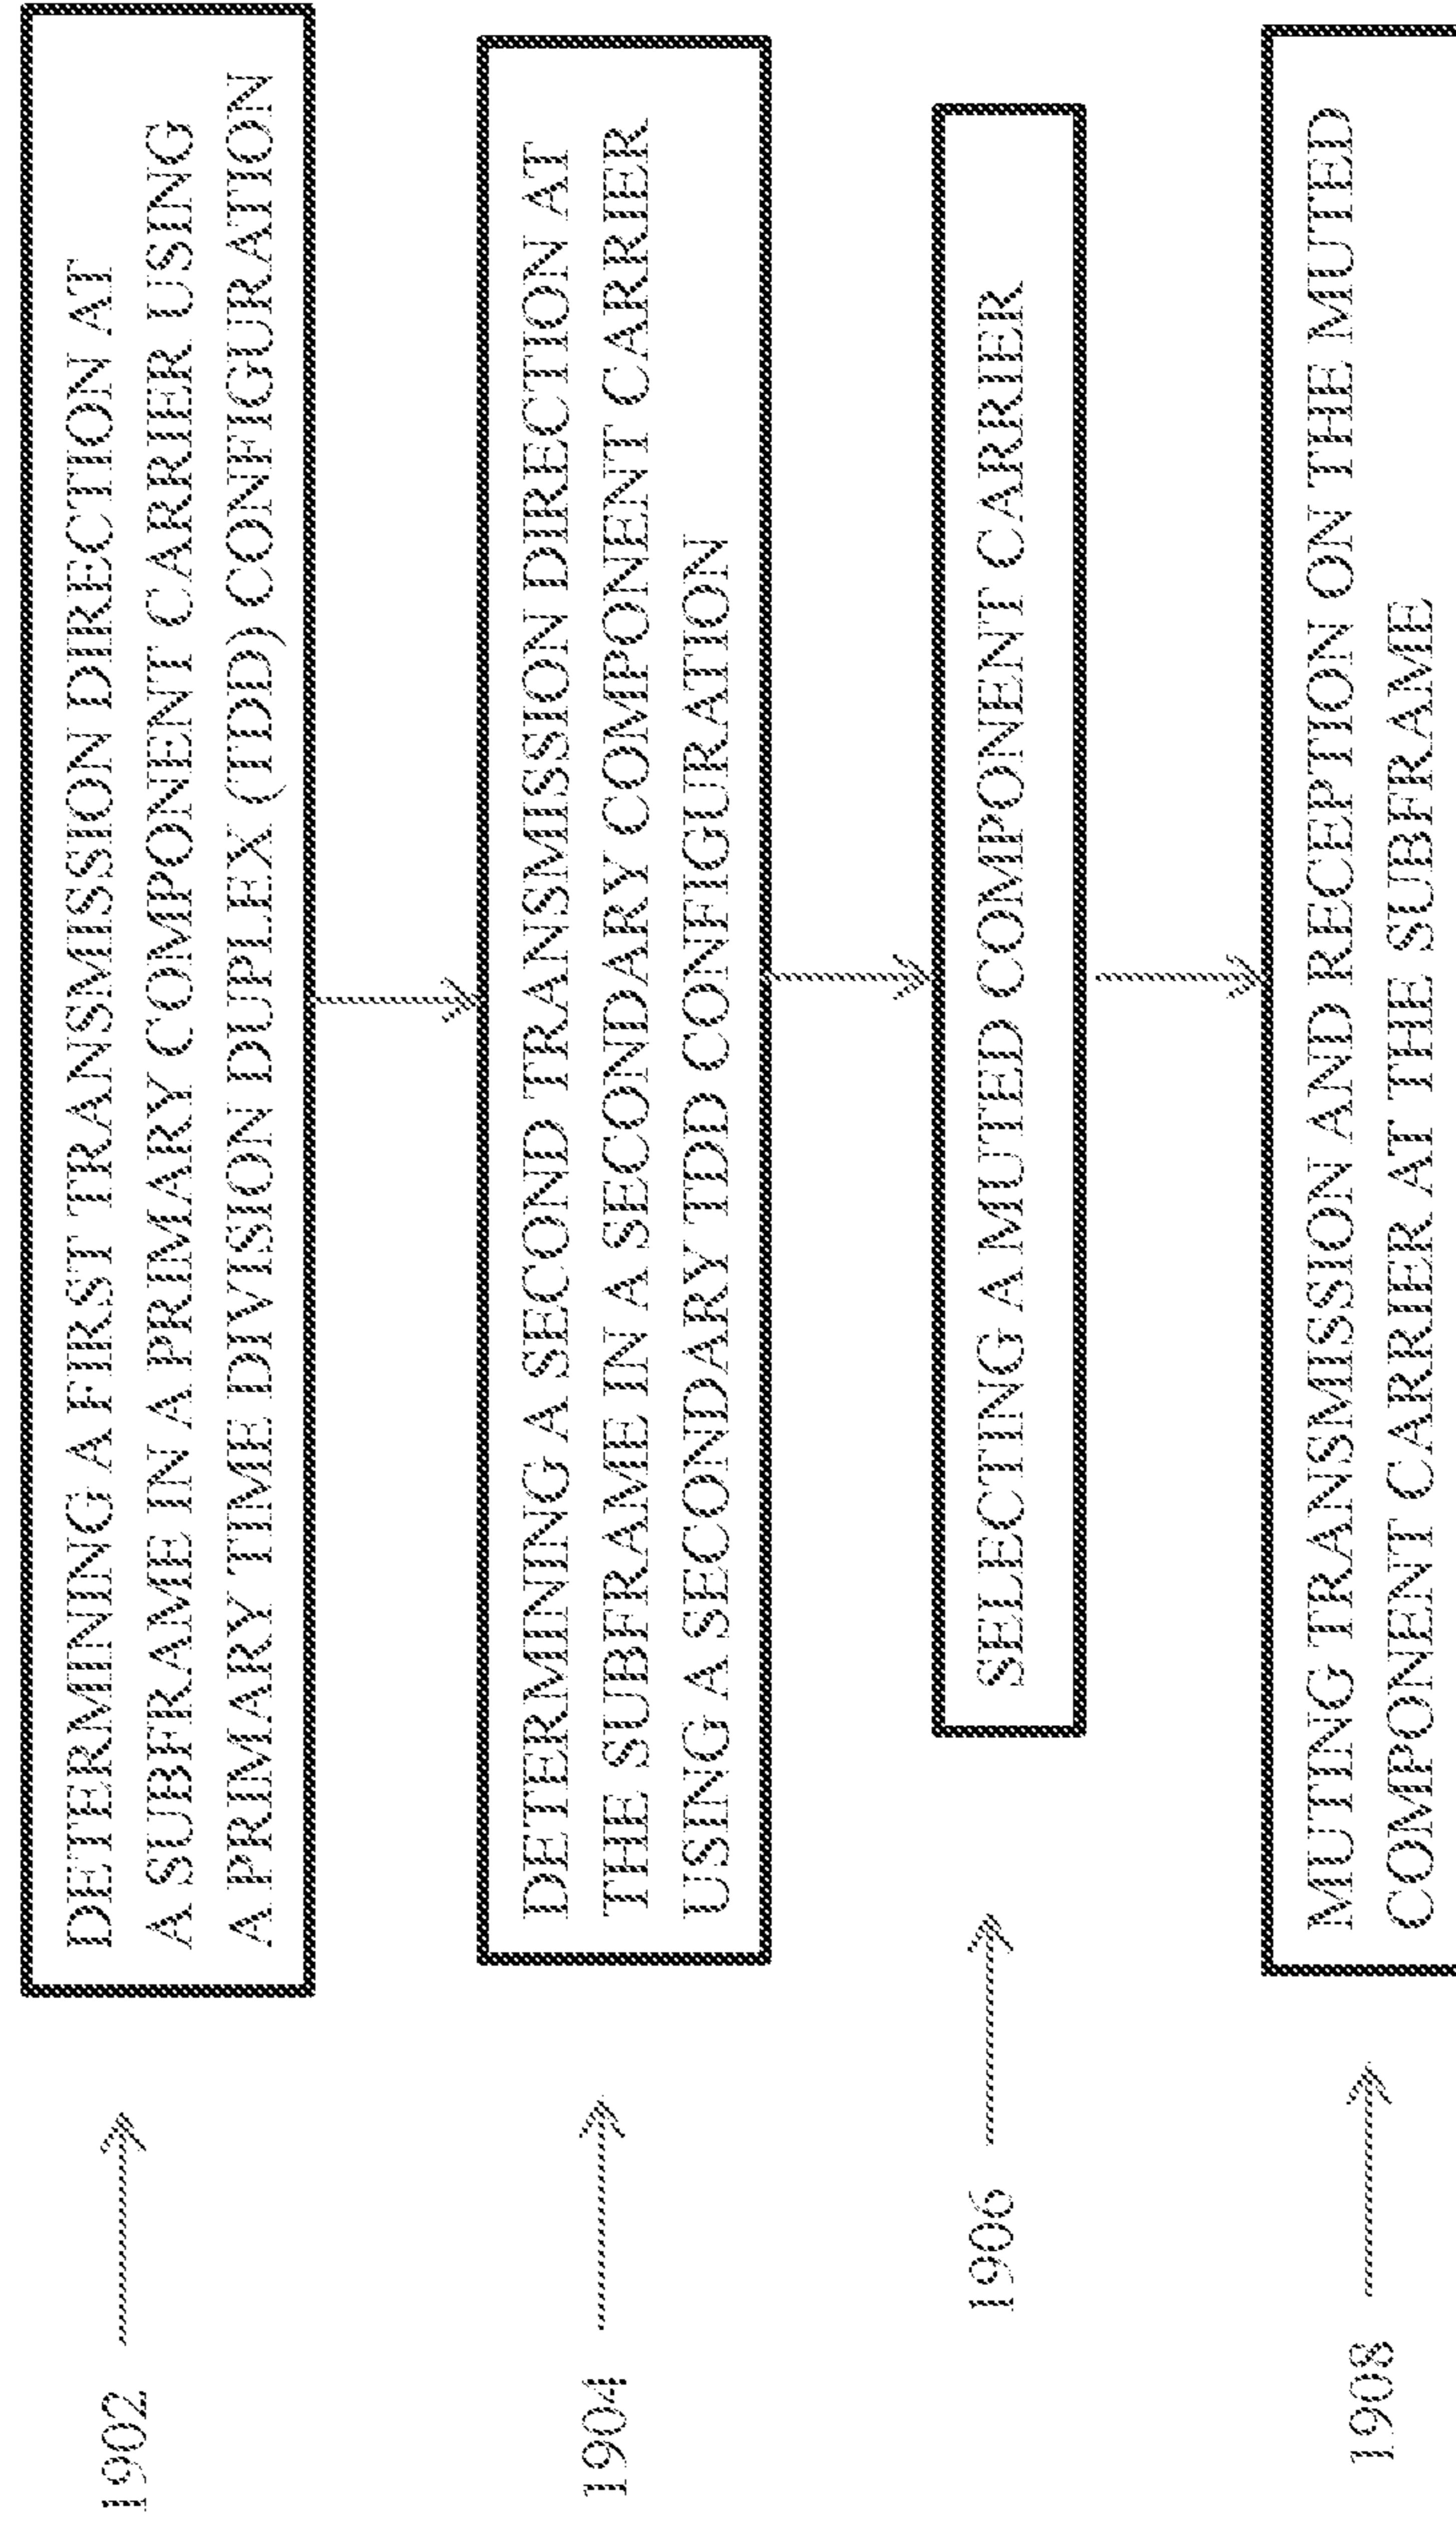 1902
DETERMINING A FIRST TRANSMISSION DIRECTION AT
A SUBFRAME IN A PRIMARY COMPONENT CARRIER USING
A PRIMARY TIME DIVISION DUPLEX (TDD) CONFIGURATION
1904
DETERMINING A SECOND TRANSMISSION DIRECTION AT
THE SUBFRAME IN A SECONDARY COMPONENT CARRIER
USING A SECONDARY TDD CONFIGURATION
1906
SELECTING A MUTED COMPONENT CARRIER
1908
MUTING TRANSMISSION AND RECEPTION ON THE MUTED
COMPONENT CARRIER AT THE SUBFRAME